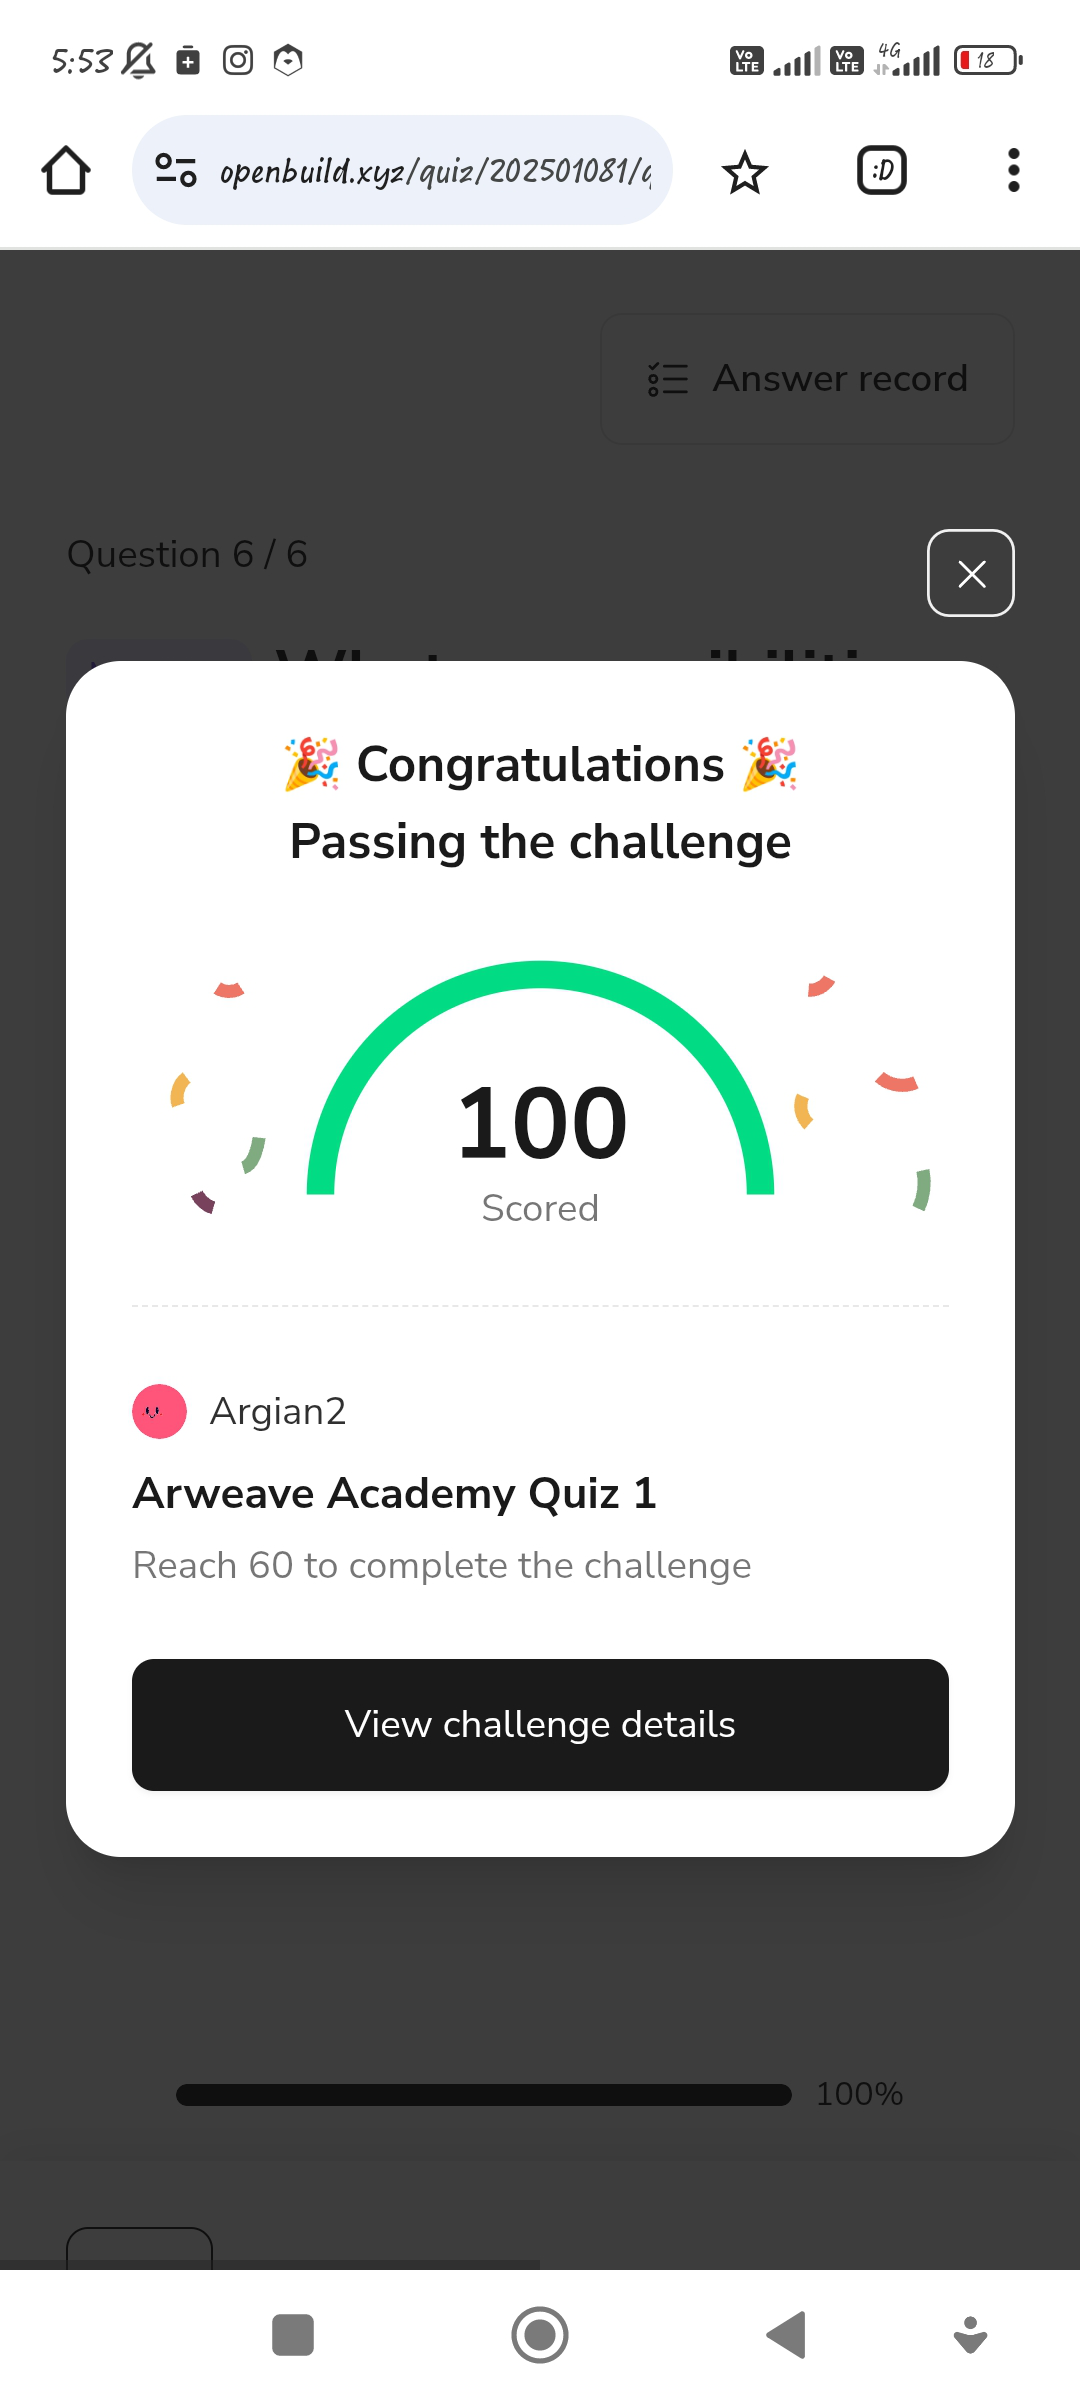 5:53
Vo LTE Vo LTE 4G 18
openbuild.xyz/quiz/202501081/q
:D
Answer record
Question 6 / 6
🎉 Congratulations 🎉
Passing the challenge
100
Scored
Argian2
Arweave Academy Quiz 1
Reach 60 to complete the challenge
View challenge details
100%